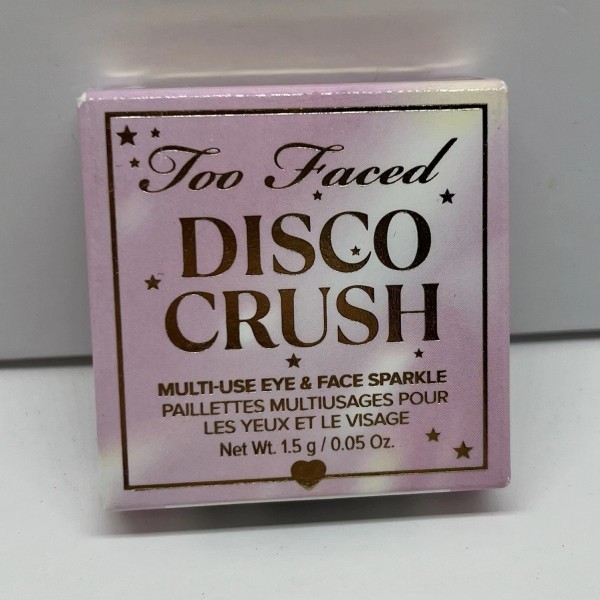 Too Faced
DISCO
CRUSH
MULTI-USE EYE & FACE SPARKLE
PAILLETTES MULTIUSAGES POUR
LES YEUX ET LE VISAGE
Net Wt. 1.5 g / 0.05 Oz.